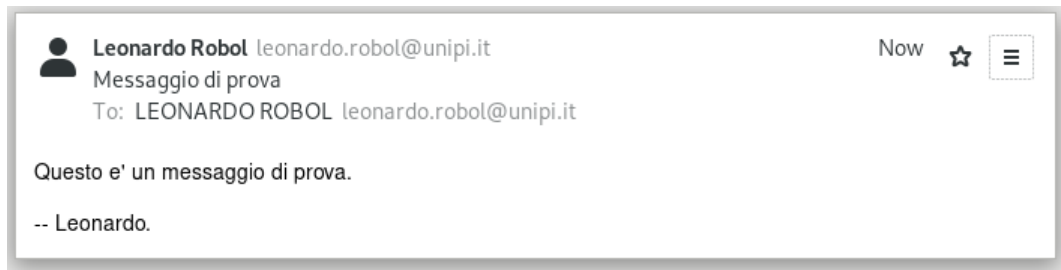 Leonardo Robol leonardo.robol@unipi.it Now
Messaggio di prova
To: LEONARDO ROBOL leonardo.robol@unipi.it
Questo e' un messaggio di prova.
-- Leonardo.